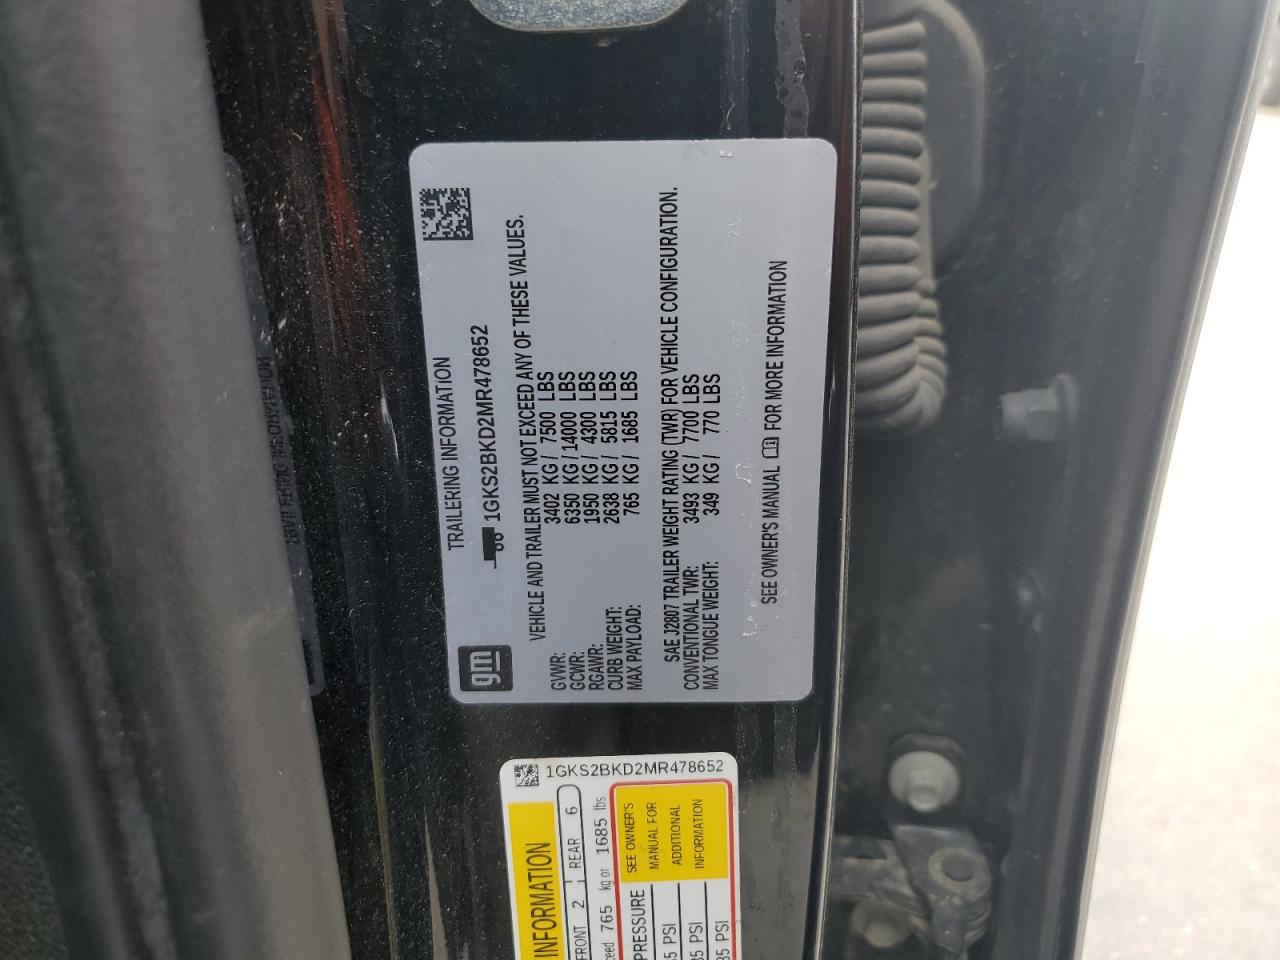 gm
TRAILERING INFORMATION
1GKS2BKD2MR478652
VEHICLE AND TRAILER MUST NOT EXCEED ANY OF THESE VALUES.
GVWR: 3402 KG / 7500 LBS
GCWR: 6350 KG / 14000 LBS
RGAWR: 1950 KG / 4300 LBS
CURB WEIGHT: 2638 KG / 5815 LBS
MAX PAYLOAD: 765 KG / 1685 LBS
SAE J2807 TRAILER WEIGHT RATING (TWR) FOR VEHICLE CONFIGURATION.
CONVENTIONAL TWR: 3493 KG / 7700 LBS
MAX TONGUE WEIGHT: 349 KG / 770 LBS
SEE OWNER'S MANUAL FOR MORE INFORMATION
1GKS2BKD2MR478652
INFORMATION
FRONT 2 REAR 6
765 kg or 1685 lbs
PRESSURE
PSI
PSI
PSI
SEE OWNER'S
MANUAL FOR
ADDITIONAL
INFORMATION